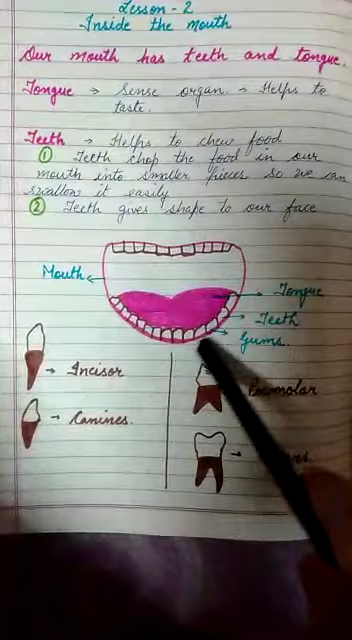 Lesson - 2
Inside the mouth
Our mouth has teeth and tongue.
Tongue → Sense organ. → Helps to
taste.
Teeth → Helps to chew food
① Teeth chop the food in our
mouth into smaller pieces so we can
swallow it easily
② Teeth gives shape to our face
Mouth ←
→ Tongue
→ Teeth
→ Gums.
→ Incisor
→ Canines.